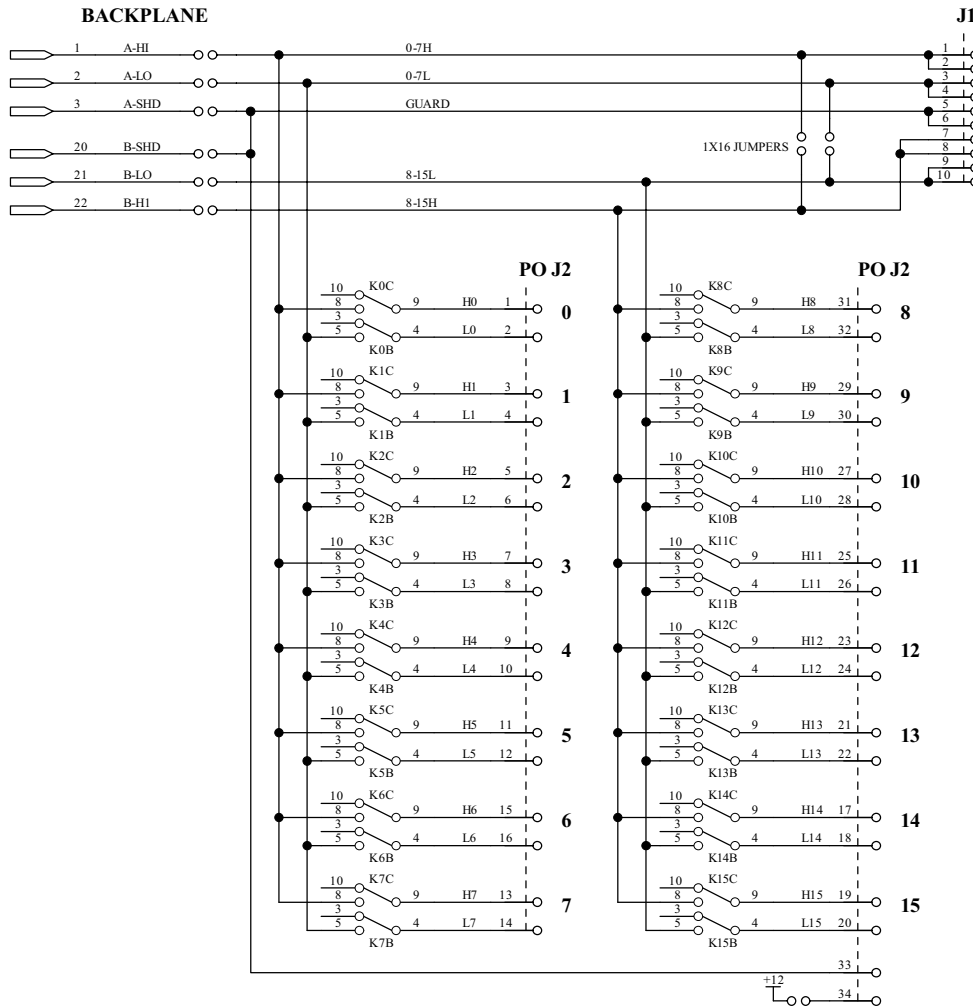 BACKPLANE J1
1 A-HI 0-7H 1
2
2 A-LO 0-7L 3
4
3 A-SHD GUARD 5
6
7
20 B-SHD 1X16 JUMPERS 8
9
21 B-LO 8-15L 10
22 B-H1 8-15H
PO J2 PO J2
10 K0C 10 K8C
8 9 H0 1 0 8 9 H8 31 8
3 3
5 4 L0 2 5 4 L8 32
K0B K8B
10 K1C 10 K9C
8 9 H1 3 1 8 9 H9 29 9
3 3
5 4 L1 4 5 4 L9 30
K1B K9B
10 K2C 10 K10C
8 9 H2 5 2 8 9 H10 27 10
3 3
5 4 L2 6 5 4 L10 28
K2B K10B
10 K3C 10 K11C
8 9 H3 7 3 8 9 H11 25 11
3 3
5 4 L3 8 5 4 L11 26
K3B K11B
10 K4C 10 K12C
8 9 H4 9 4 8 9 H12 23 12
3 3
5 4 L4 10 5 4 L12 24
K4B K12B
10 K5C 10 K13C
8 9 H5 11 5 8 9 H13 21 13
3 3
5 4 L5 12 5 4 L13 22
K5B K13B
10 K6C 10 K14C
8 9 H6 15 6 8 9 H14 17 14
3 3
5 4 L6 16 5 4 L14 18
K6B K14B
10 K7C 10 K15C
8 9 H7 13 7 8 9 H15 19 15
3 3
5 4 L7 14 5 4 L15 20
K7B K15B
33
+12 34